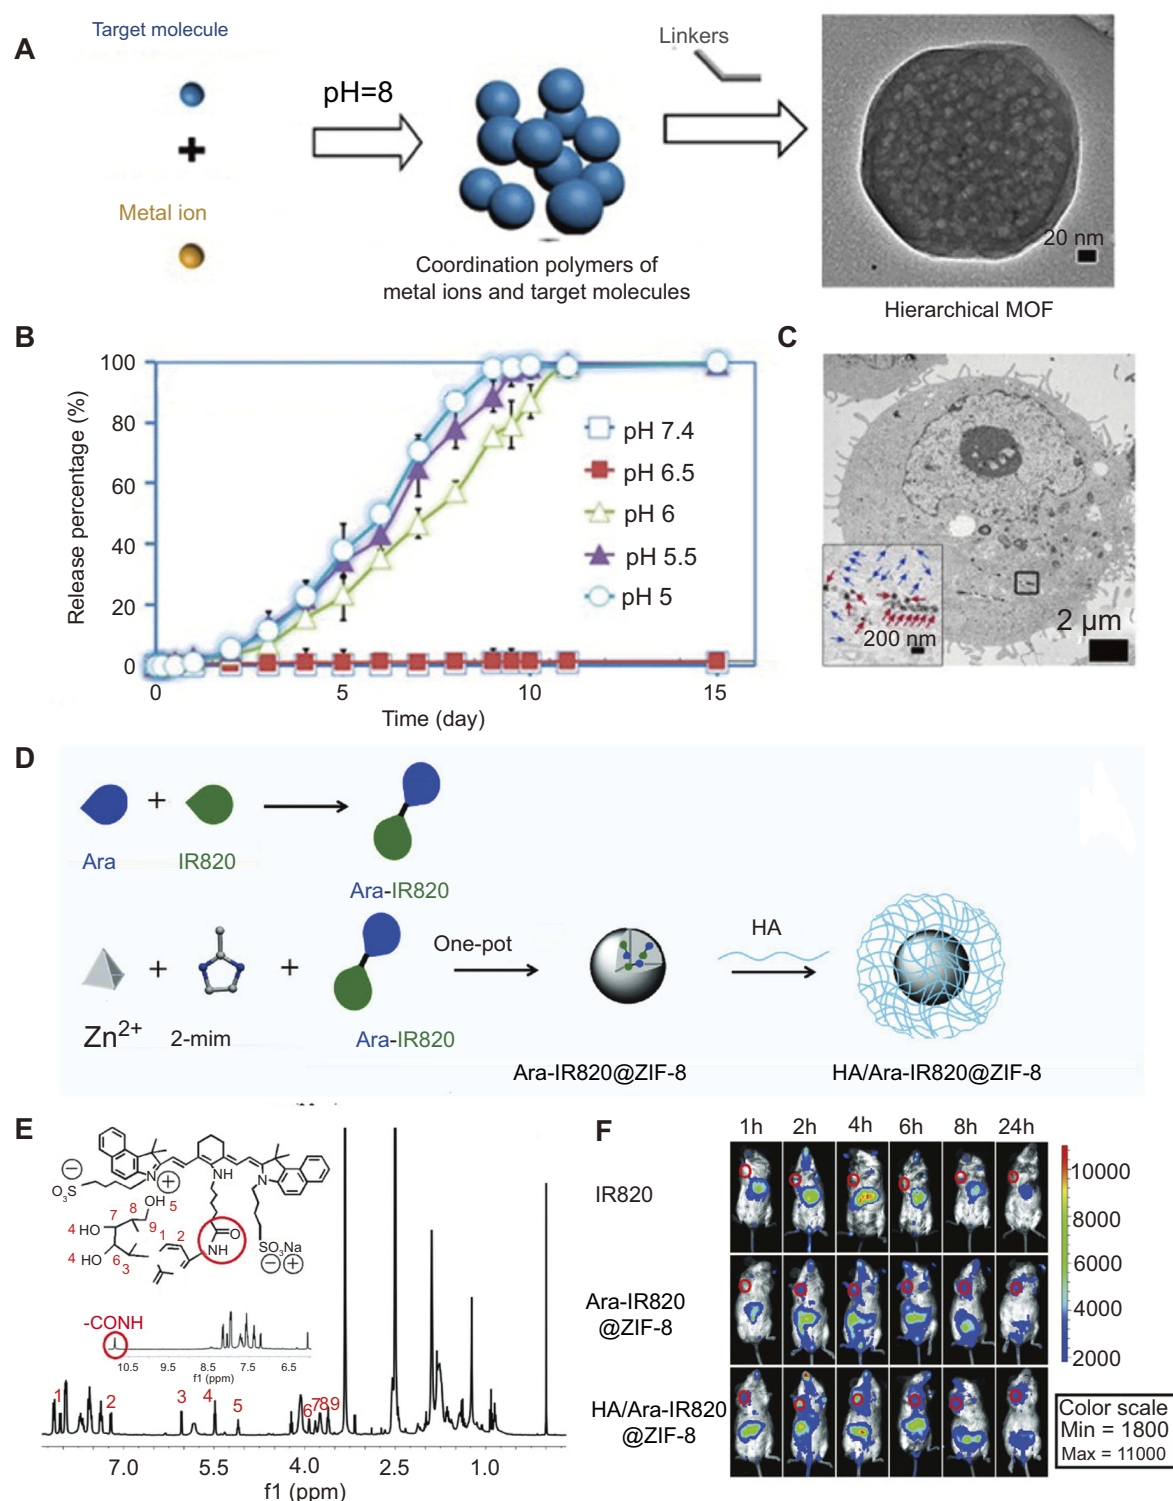 A
Target molecule
Metal ion
pH=8
Coordination polymers of
metal ions and target molecules
Linkers
20 nm
Hierarchical MOF
B
Release percentage (%)
100
80
60
40
20
0
0
5
10
15
Time (day)
pH 7.4
pH 6.5
pH 6
pH 5.5
pH 5
C
200 nm
2 µm
D
Ara
+
IR820
Ara-IR820
Zn2+
+
2-mim
+
Ara-IR820
One-pot
Ara-IR820@ZIF-8
HA
HA/Ara-IR820@ZIF-8
E
N
+
NH
N
−
O3S
OH 5
8
7
9
4 HO
1
2
4 HO
6
3
O
NH
SO3Na
− +
-CONH
10.5 9.5 8.5 7.5 6.5
f1 (ppm)
1 2 3 4 5 6 7 8 9
7.0 5.5 4.0 2.5 1.0
f1 (ppm)
F
1h 2h 4h 6h 8h 24h
IR820
Ara-IR820
@ZIF-8
HA/Ara-IR820
@ZIF-8
10000
8000
6000
4000
2000
Color scale
Min = 1800
Max = 11000